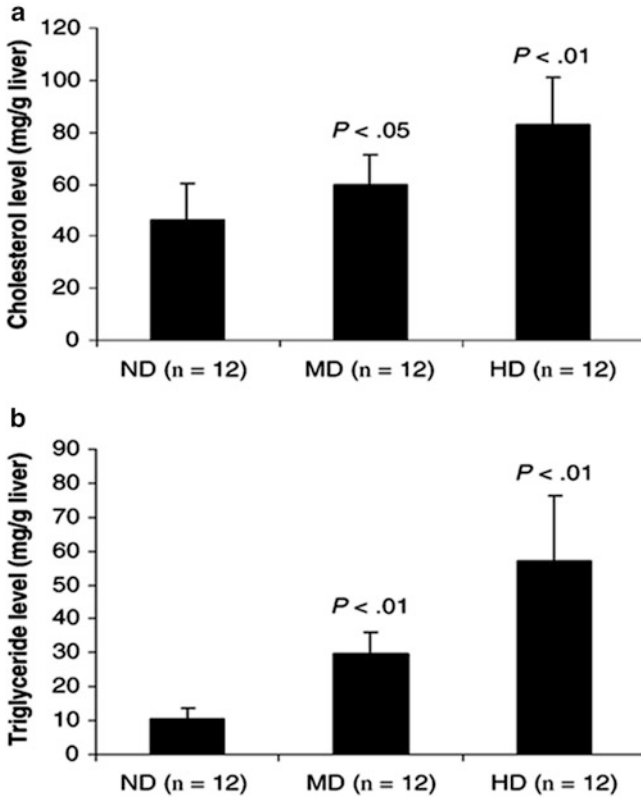 a
Cholesterol level (mg/g liver)
120
100
80
60
40
20
0
P < .05
P < .01
ND (n = 12)
MD (n = 12)
HD (n = 12)
b
Triglyceride level (mg/g liver)
90
80
70
60
50
40
30
20
10
0
P < .01
P < .01
ND (n = 12)
MD (n = 12)
HD (n = 12)